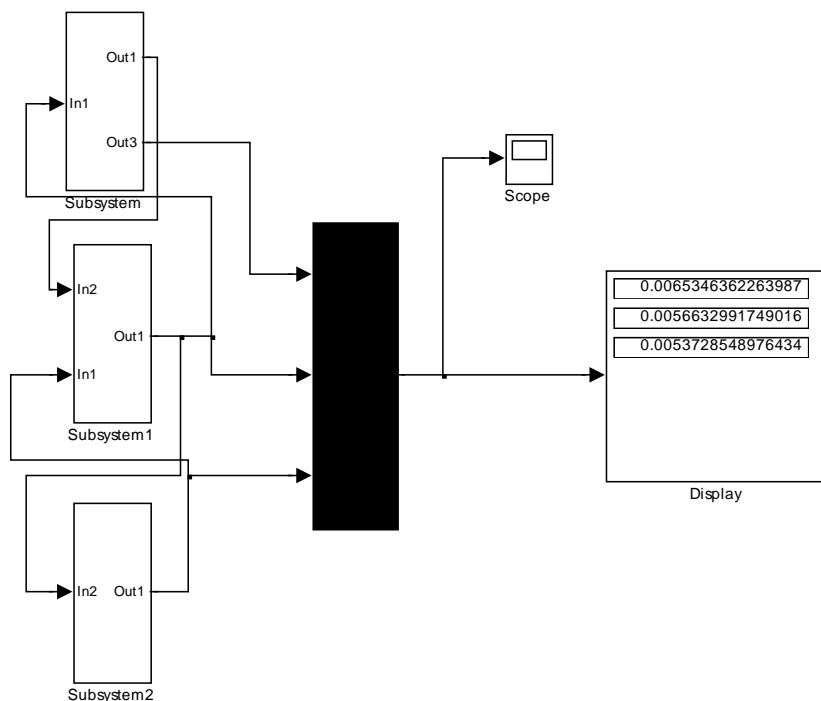 Out1
In1
Out3
Subsystem
Scope
In2
Out1
In1
Subsystem1
0.0065346362263987
0.0056632991749016
0.0053728548976434
Display
In2
Out1
Subsystem2